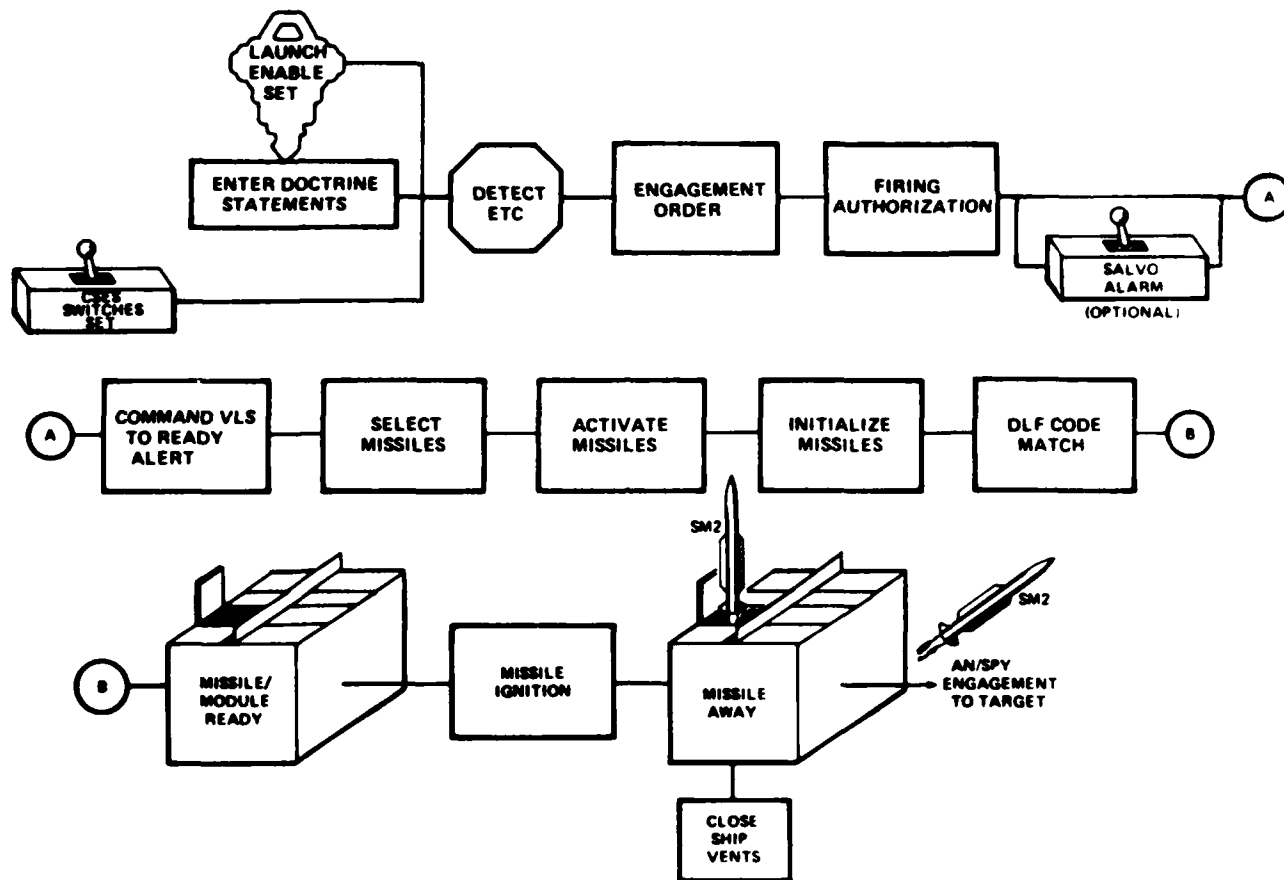 LAUNCH
ENABLE
SET
ENTER DOCTRINE
STATEMENTS
CSES
SWITCHES
SET
DETECT
ETC
ENGAGEMENT
ORDER
FIRING
AUTHORIZATION
SALVO
ALARM
(OPTIONAL)
A
A
COMMAND VLS
TO READY
ALERT
SELECT
MISSILES
ACTIVATE
MISSILES
INITIALIZE
MISSILES
DLF CODE
MATCH
B
B
MISSILE/
MODULE
READY
MISSILE
IGNITION
SM2
MISSILE
AWAY
SM2
AN/SPY
ENGAGEMENT
TO TARGET
CLOSE
SHIP
VENTS